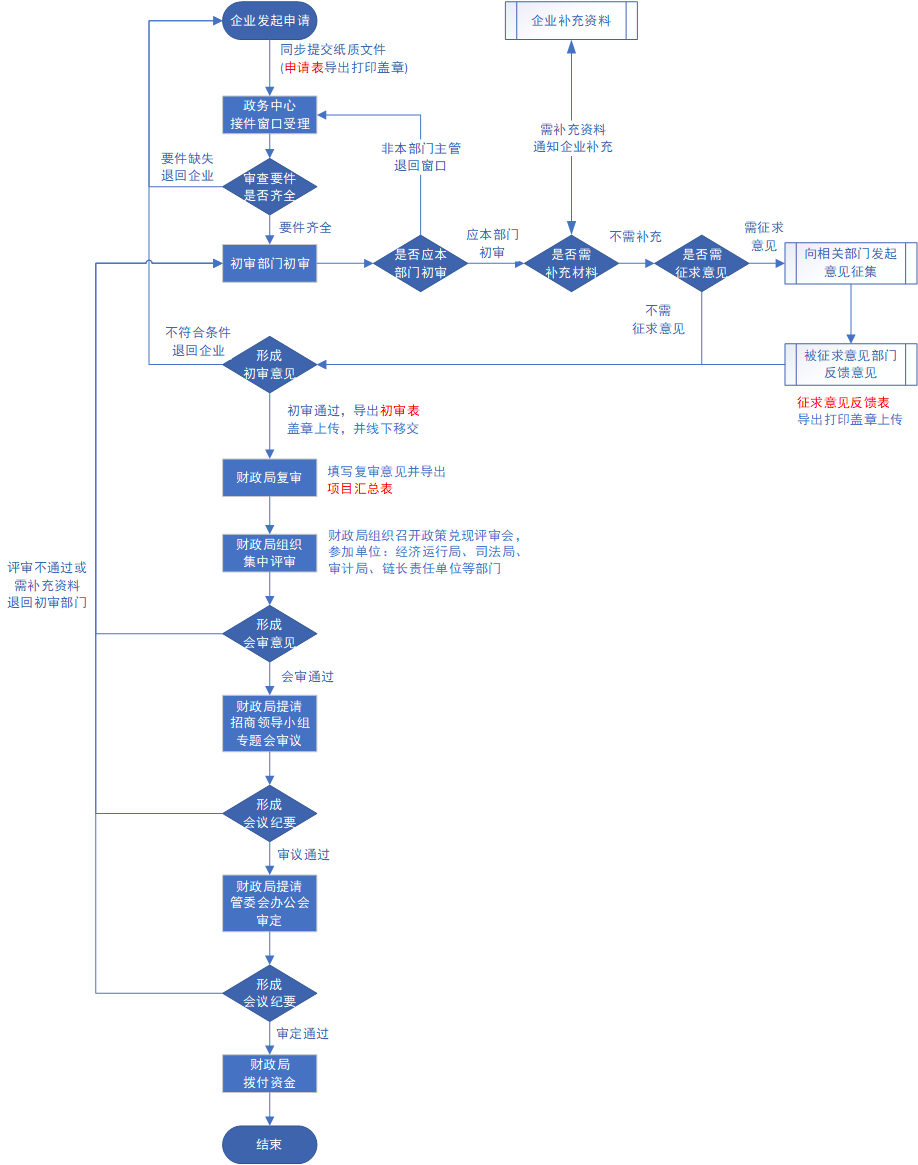 企业发起申请
企业补充资料
同步提交纸质文件
(申请表导出打印盖章)
政务中心
接件窗口受理
需补充资料
通知企业补充
非本部门主管
退回窗口
要件缺失
退回企业
审查要件
是否齐全
要件齐全
初审部门初审
是否应本
部门初审
应本部门
初审
是否需
补充材料
不需补充
是否需
征求意见
需征求
意见
向相关部门发起
意见征集
不需
征求意见
不符合条件
退回企业
形成
初审意见
被征求意见部门
反馈意见
征求意见反馈表
导出打印盖章上传
初审通过，导出初审表
盖章上传，并线下移交
财政局复审
填写复审意见并导出
项目汇总表
财政局组织
集中评审
财政局组织召开政策兑现评审会，
参加单位：经济运行局、司法局、
审计局、链长责任单位等部门
评审不通过或
需补充资料
退回初审部门
形成
会审意见
会审通过
财政局提请
招商领导小组
专题会审议
形成
会议纪要
审议通过
财政局提请
管委会办公会
审定
形成
会议纪要
审定通过
财政局
拨付资金
结束